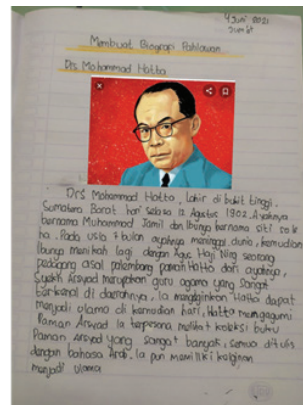 4 Juni 2021
Jum'at
Membuat Biograpi Pahlawan
Drs Mohammad Hatta
Drs Mohammad Hatta, Lahir di bukit tinggi.
Sumatera Barat hari selasa 12 Agustus 1902. Ayahnya
bernama Muhammad Jamil dan Ibunya bernama siti sole
ha. Pada usia 7 bulan ayahnya meninggal dunia, kemudian
Ibunya menikah lagi dengan Agus Haji Ning seorang
pedagang asal palembang paman Hatta dari ayahnya,
Syekh Arsyad merupakan guru agama yang sangat
terkenal di daerahnya, Ia menginginkan Hatta dapat
menjadi ulama di kemudian hari, Hatta mengagumi
Paman Arsyad Ia terpesona melihat koleksi buku
Paman Arsyad yang sangat banyak, semua ditulis
dengan bahasa Arab. Ia pun memiliki keinginan
menjadi ulama